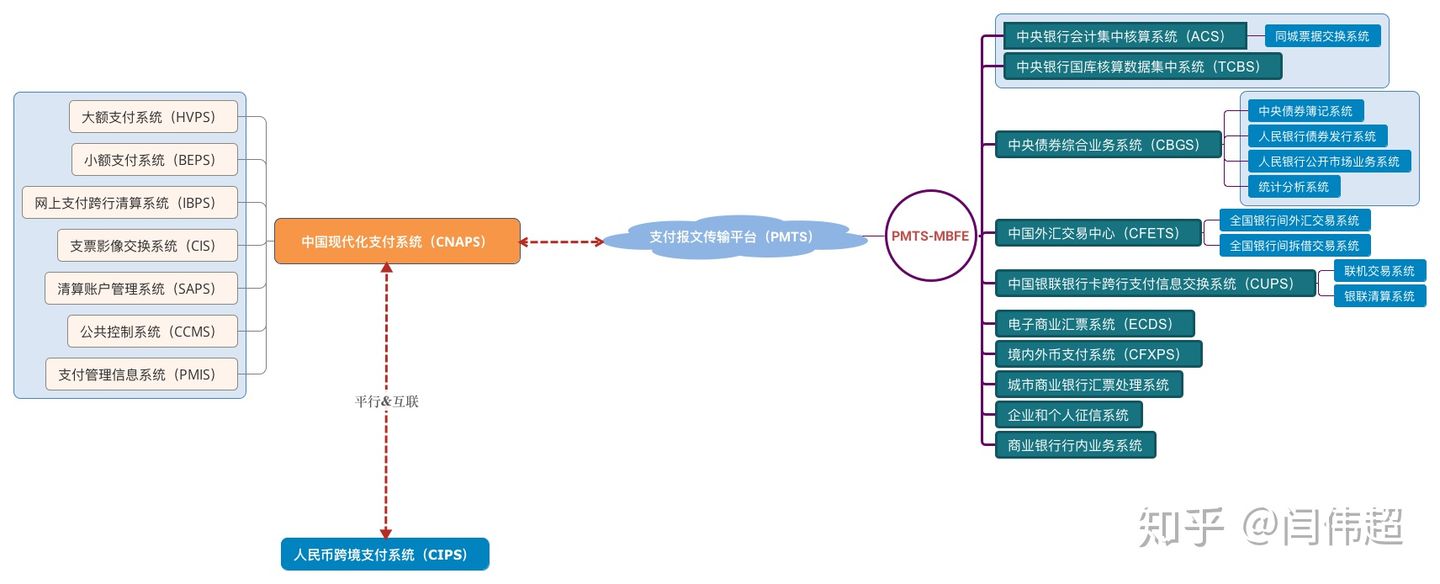 大额支付系统（HVPS）
小额支付系统（BEPS）
网上支付跨行清算系统（IBPS）
支票影像交换系统（CIS）
清算账户管理系统（SAPS）
公共控制系统（CCMS）
支付管理信息系统（PMIS）
中国现代化支付系统（CNAPS）
平行&互联
人民币跨境支付系统（CIPS）
支付报文传输平台（PMTS）
PMTS-MBFE
中央银行会计集中核算系统（ACS）
同城票据交换系统
中央银行国库核算数据集中系统（TCBS）
中央债券综合业务系统（CBGS）
中央债券簿记系统
人民银行债券发行系统
人民银行公开市场业务系统
统计分析系统
中国外汇交易中心（CFETS）
全国银行间外汇交易系统
全国银行间拆借交易系统
中国银联银行卡跨行支付信息交换系统（CUPS）
联机交易系统
银联清算系统
电子商业汇票系统（ECDS）
境内外币支付系统（CFXPS）
城市商业银行汇票处理系统
企业和个人征信系统
商业银行行内业务系统
知乎 @闫伟超